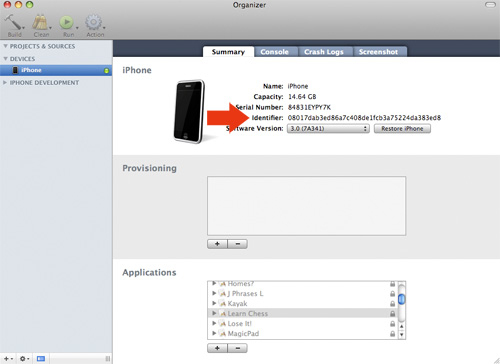 Organizer
Build
Clean
Run
Action
PROJECTS & SOURCES
DEVICES
iPhone
IPHONE DEVELOPMENT
Summary
Console
Crash Logs
Screenshot
iPhone
Name: iPhone
Capacity: 14.64 GB
Serial Number: 84831EYPY7K
Identifier: 08017dab3ed86a7c408de1fcb3a75224da383ed8
Software Version: 3.0 (7A341)
Restore iPhone
Provisioning
Applications
Homes?
J Phrases L
Kayak
Learn Chess
Lose It!
MagicPad